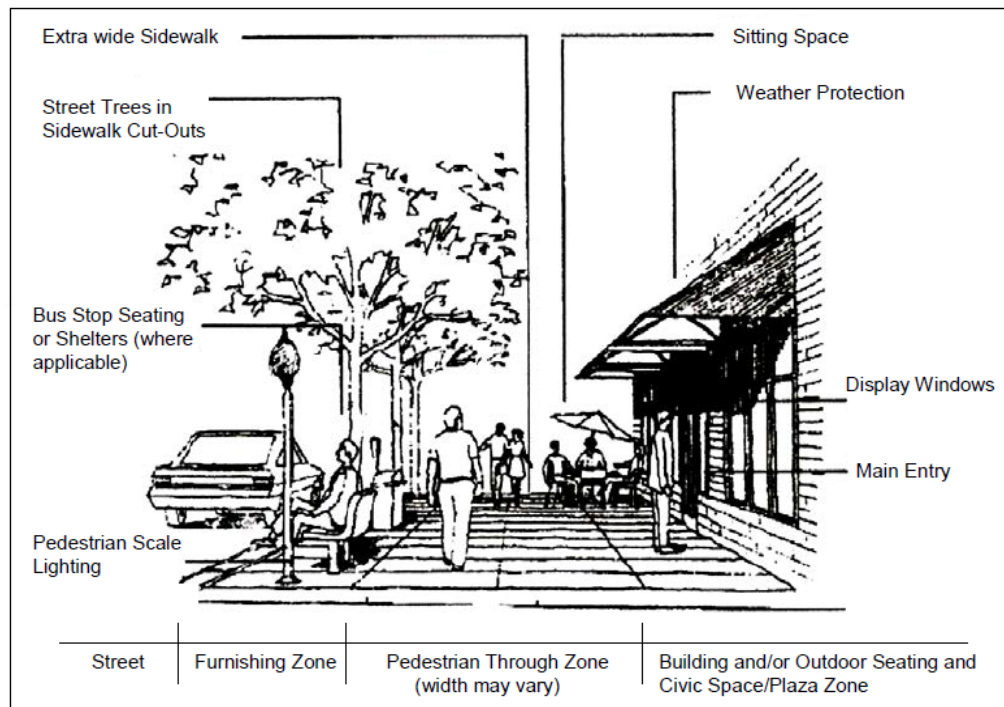 Extra wide Sidewalk
Sitting Space
Street Trees in
Sidewalk Cut-Outs
Weather Protection
Bus Stop Seating
or Shelters (where
applicable)
Display Windows
Main Entry
Pedestrian Scale
Lighting
Street
Furnishing Zone
Pedestrian Through Zone
(width may vary)
Building and/or Outdoor Seating and
Civic Space/Plaza Zone